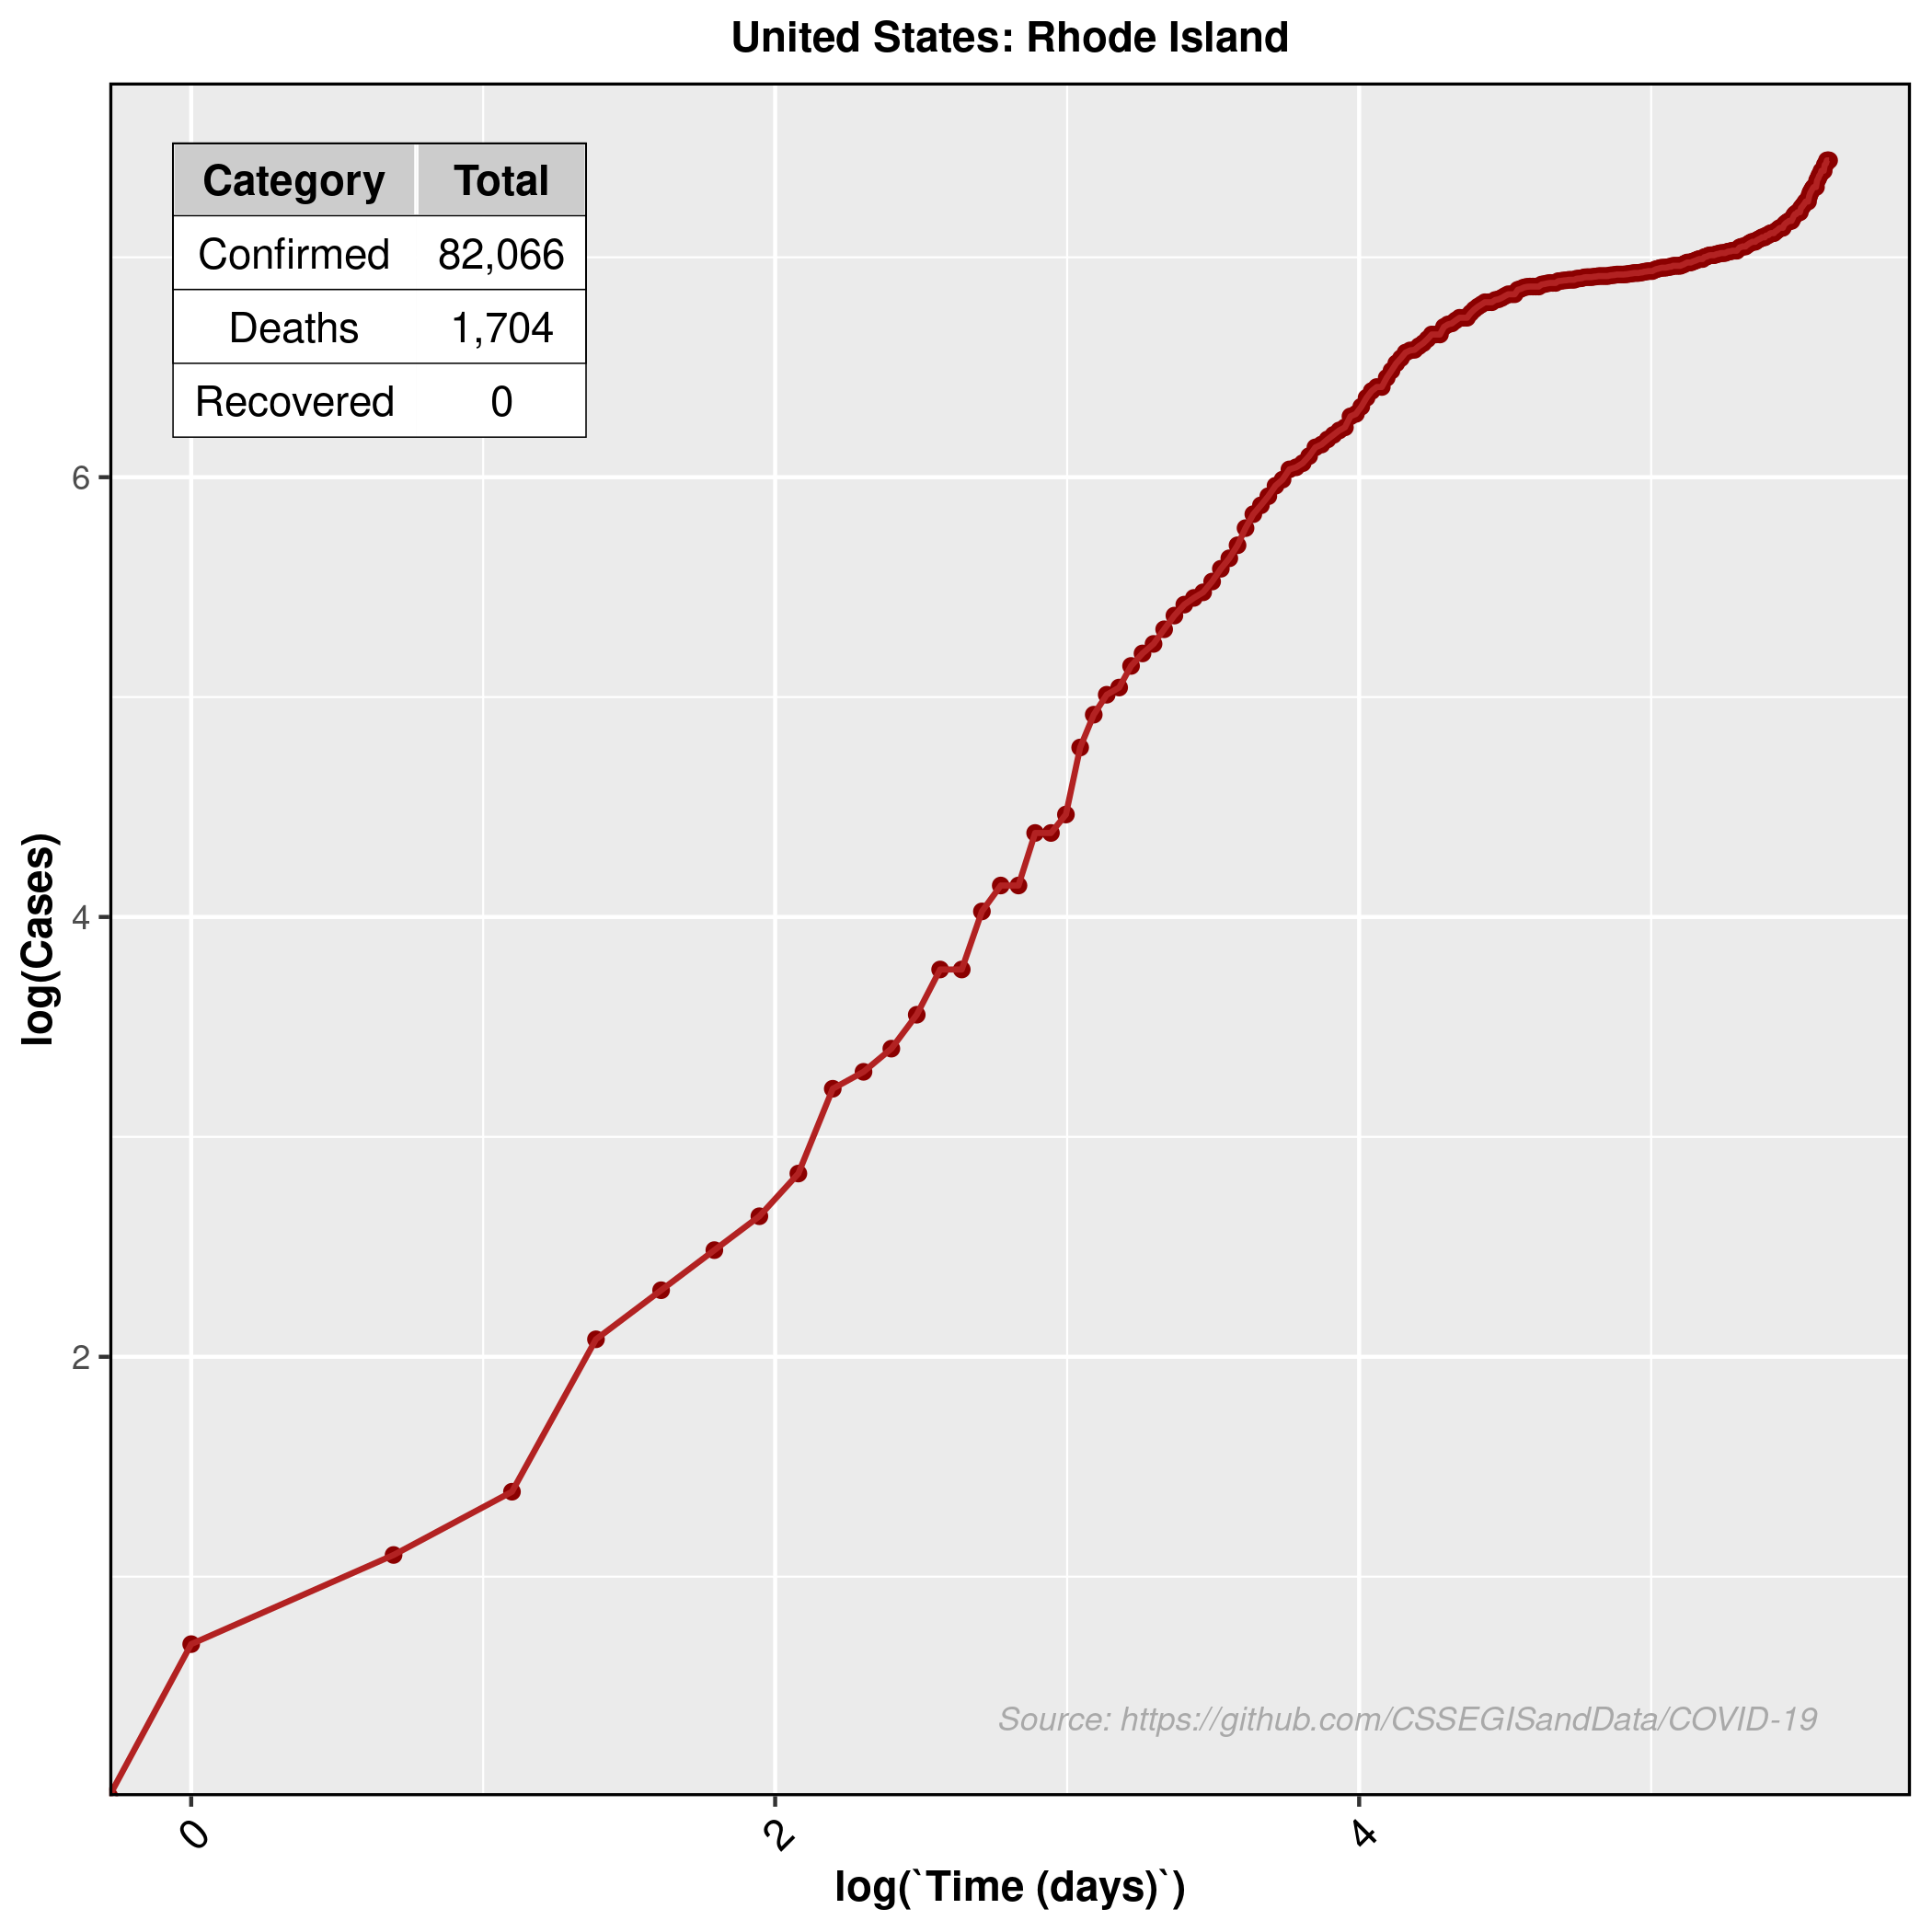 United States: Rhode Island
Category Total
Confirmed 82,066
Deaths 1,704
Recovered 0
6
4
2
log(Cases)
Source: https://github.com/CSSEGISandData/COVID-19
0 2 4
log(`Time (days)`)